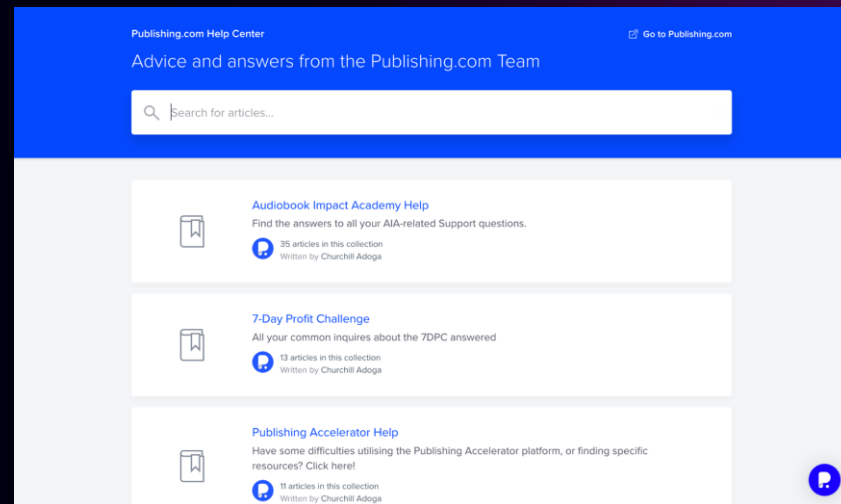 Publishing.com Help Center
Go to Publishing.com
Advice and answers from the Publishing.com Team
Search for articles...
Audiobook Impact Academy Help
Find the answers to all your AIA-related Support questions.
35 articles in this collection
Written by Churchill Adoga
7-Day Profit Challenge
All your common inquires about the 7DPC answered
13 articles in this collection
Written by Churchill Adoga
Publishing Accelerator Help
Have some difficulties utilising the Publishing Accelerator platform, or finding specific
resources? Click here!
11 articles in this collection
Written by Churchill Adoga